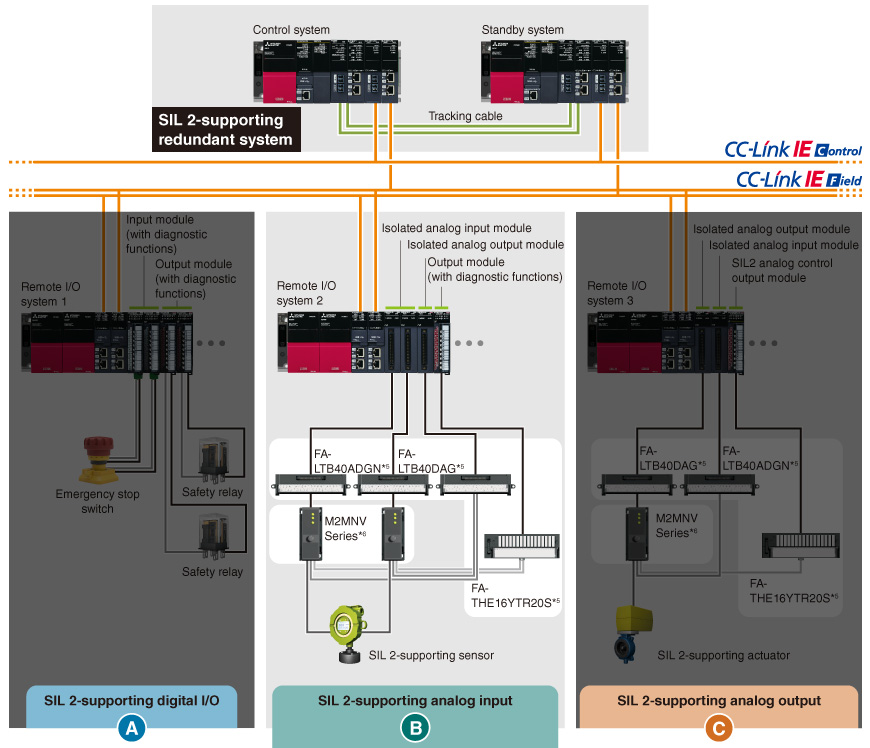 Control system
Standby system
Tracking cable
SIL 2-supporting
redundant system
CC-Link IE Control
CC-Link IE Field
Input module
(with diagnostic
functions)
Output module
(with diagnostic
functions)
Remote I/O
system 1
Emergency stop
switch
Safety relay
Safety relay
SIL 2-supporting digital I/O
A
Isolated analog input module
Isolated analog output module
Output module
(with diagnostic functions)
Remote I/O
system 2
FA-
LTB40ADGN*5
FA-
LTB40DAG*5
M2MNV
Series*6
FA-
THE16YTR20S*5
SIL 2-supporting sensor
SIL 2-supporting analog input
B
Isolated analog output module
Isolated analog input module
SIL2 analog control
output module
Remote I/O
system 3
FA-
LTB40DAG*5
FA-
LTB40ADGN*5
M2MNV
Series*6
FA-
THE16YTR20S*5
SIL 2-supporting actuator
SIL 2-supporting analog output
C